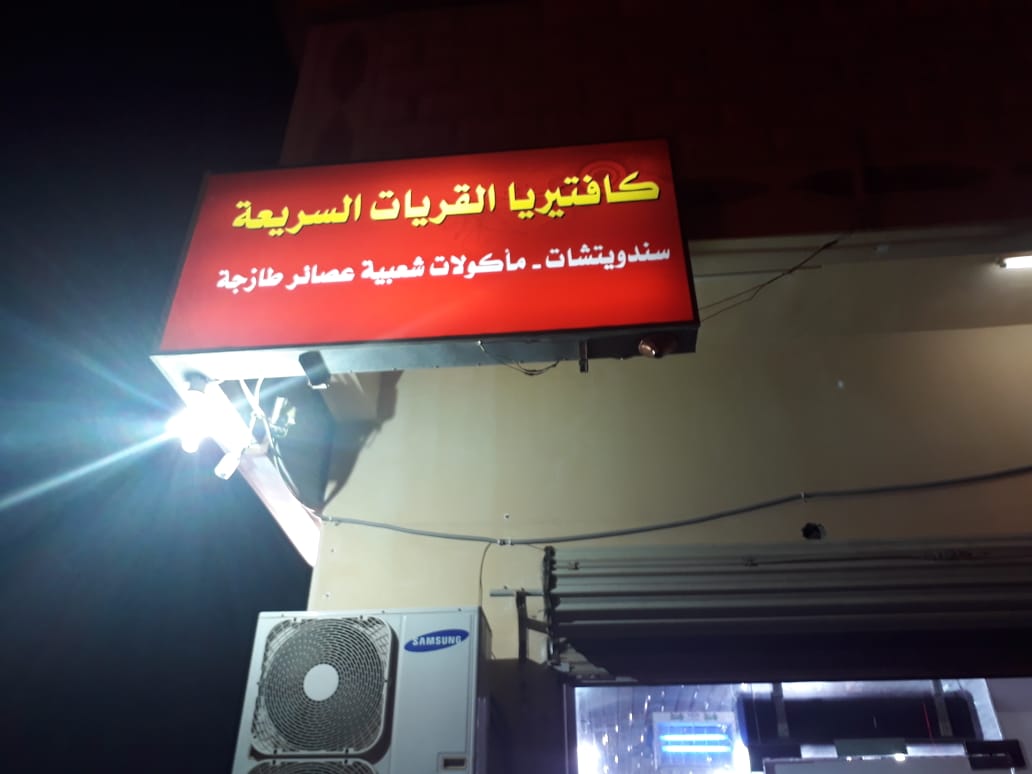 كافتيريا القريات السريعة
سندويتشات - مأكولات شعبية عصائر طازجة
SAMSUNG